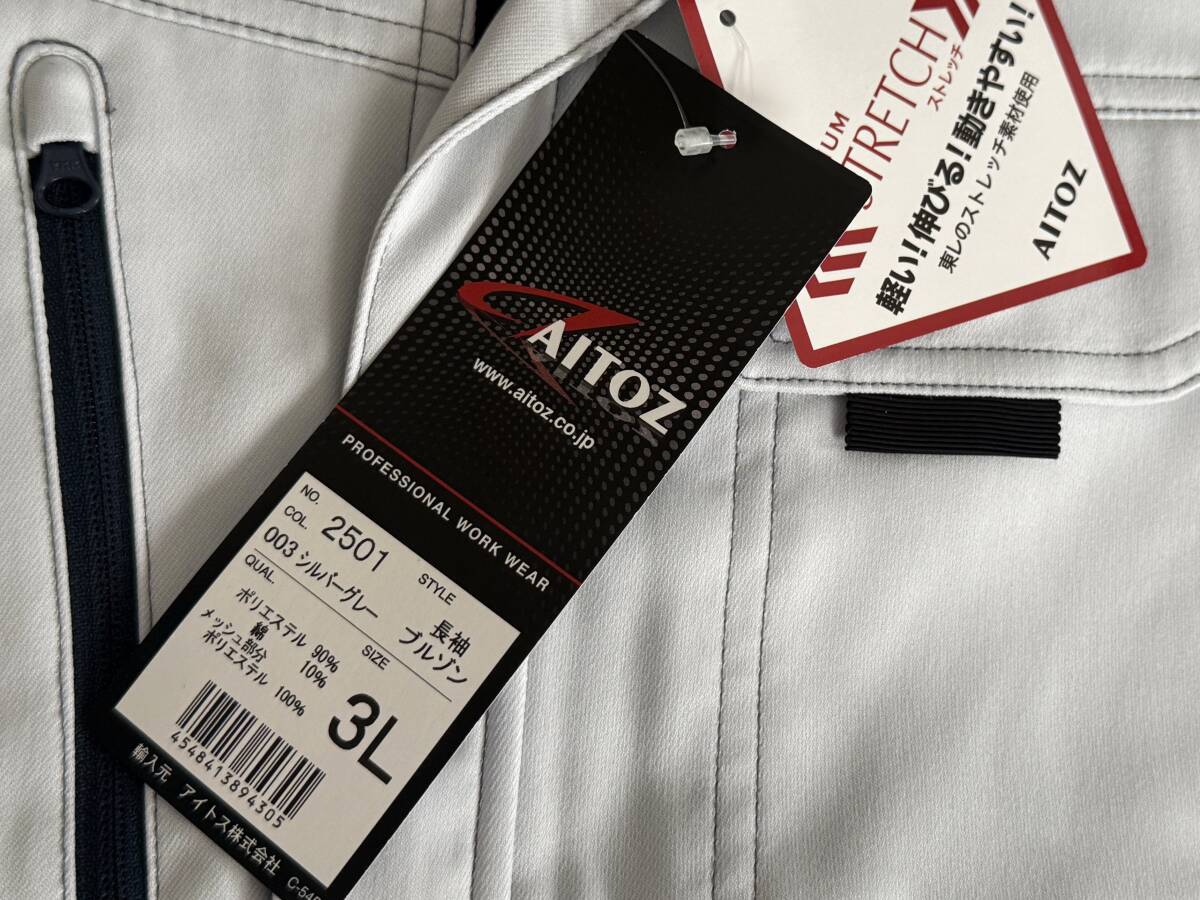 AITOZ
www.aitoz.co.jp
PROFESSIONAL WORK WEAR
NO.
2501
STYLE
COL.
003 シルバーグレー
長袖
ブルゾン
QUAL.
SIZE
ポリエステル 90%
綿 10%
メッシュ部分
ポリエステル 100%
3L
4548413894305
輸入元 アイトス株式会社
STRETCH
ストレッチ
軽い!伸びる!動きやすい!
東レのストレッチ素材使用
AITOZ